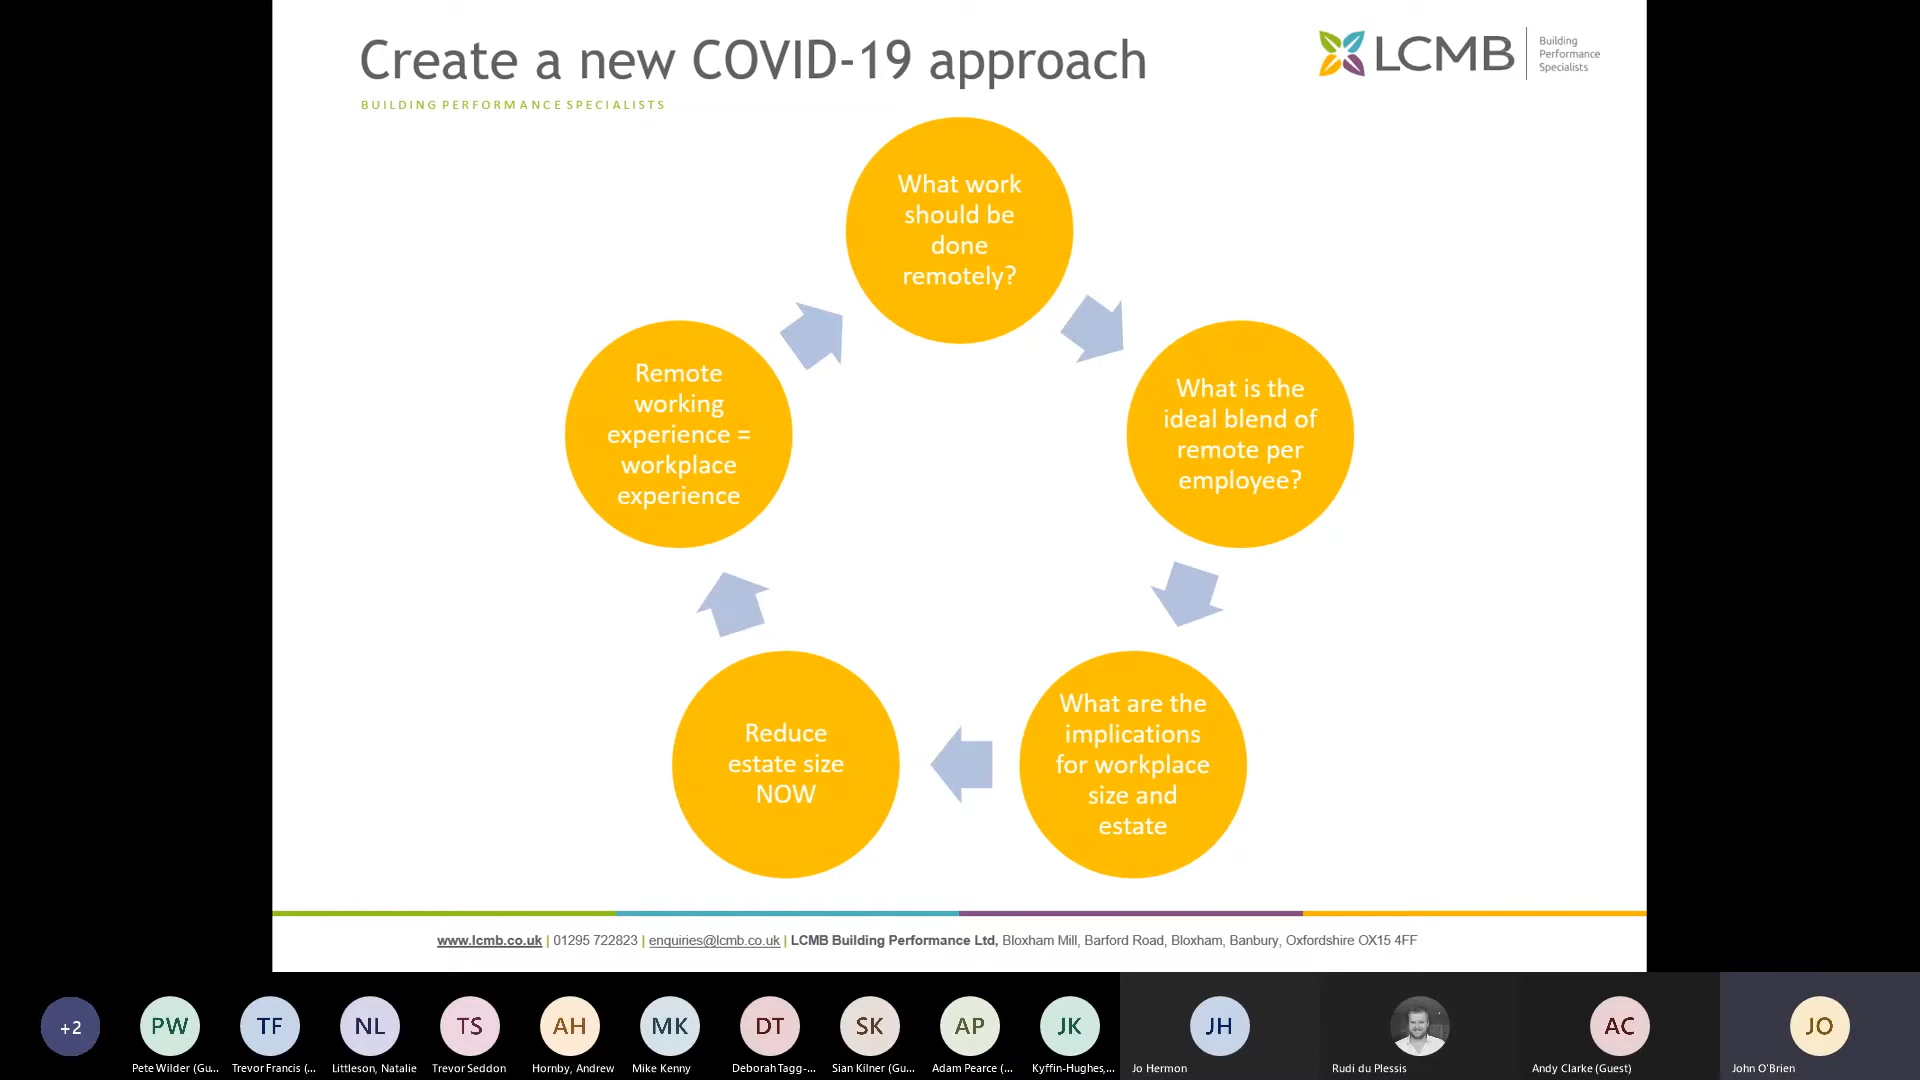 Create a new COVID-19 approach
BUILDING PERFORMANCE SPECIALISTS
LCMB
Building
Performance
Specialists
What work
should be
done
remotely?
What is the
ideal blend of
remote per
employee?
What are the
implications
for workplace
size and
estate
Reduce
estate size
NOW
Remote
working
experience =
workplace
experience
www.lcmb.co.uk | 01295 722823 | enquiries@lcmb.co.uk | LCMB Building Performance Ltd, Bloxham Mill, Barford Road, Bloxham, Banbury, Oxfordshire OX15 4FF
+2
PW
TF
NL
TS
AH
MK
DT
SK
AP
JK
JH
AC
JO
Pete Wilder (Gu...
Trevor Francis (...
Littleson, Natalie
Trevor Seddon
Hornby, Andrew
Mike Kenny
Deborah Tagg-...
Sian Kilner (Gu...
Adam Pearce (...
Kyffin-Hughes,...
Jo Hermon
Rudi du Plessis
Andy Clarke (Guest)
John O'Brien